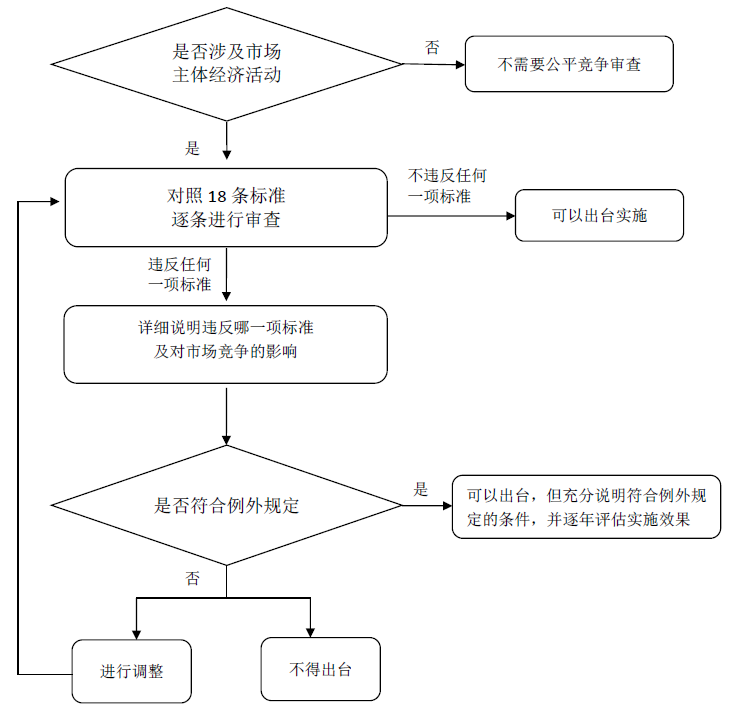 是否涉及市场
主体经济活动
否
不需要公平竞争审查
是
对照 18 条标准
逐条进行审查
不违反任何
一项标准
可以出台实施
违反任何
一项标准
详细说明违反哪一项标准
及对市场竞争的影响
是否符合例外规定
是
可以出台，但充分说明符合例外规
定的条件，并逐年评估实施效果
否
进行调整
不得出台